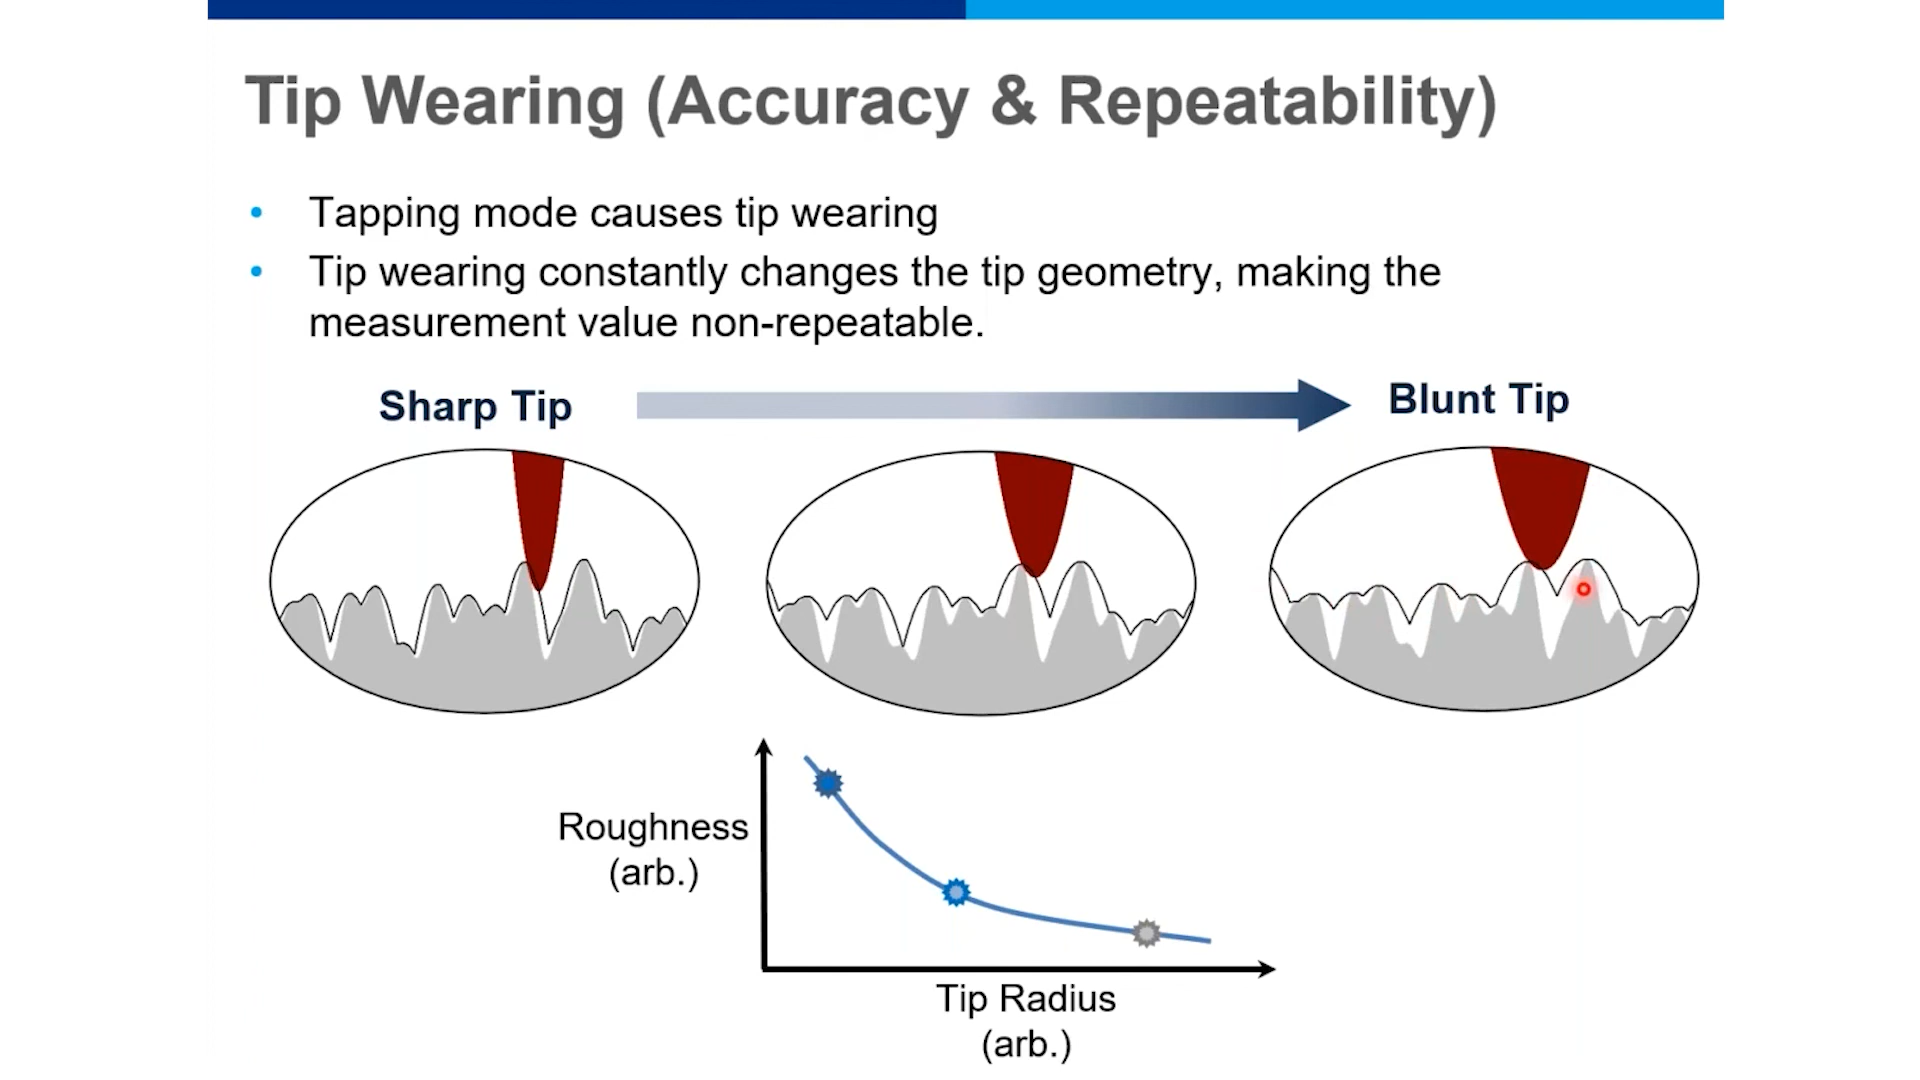 Tip Wearing (Accuracy & Repeatability)
• Tapping mode causes tip wearing
• Tip wearing constantly changes the tip geometry, making the
measurement value non-repeatable.
Sharp Tip
Blunt Tip
Roughness
(arb.)
Tip Radius
(arb.)